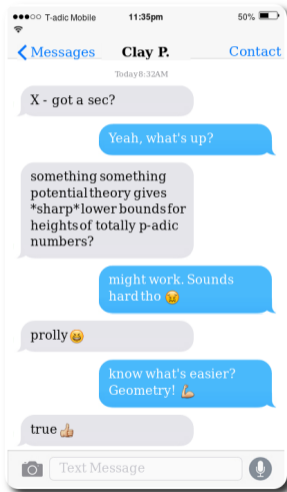 T-adic Mobile 11:35pm 50%
Messages Clay P. Contact
Today 8:32AM
X - got a sec?
Yeah, what's up?
something something
potential theory gives
*sharp* lower bounds for
heights of totally p-adic
numbers?
might work. Sounds
hard tho 😣
prolly 😄
know what's easier?
Geometry! 💪
true 👍
Text Message